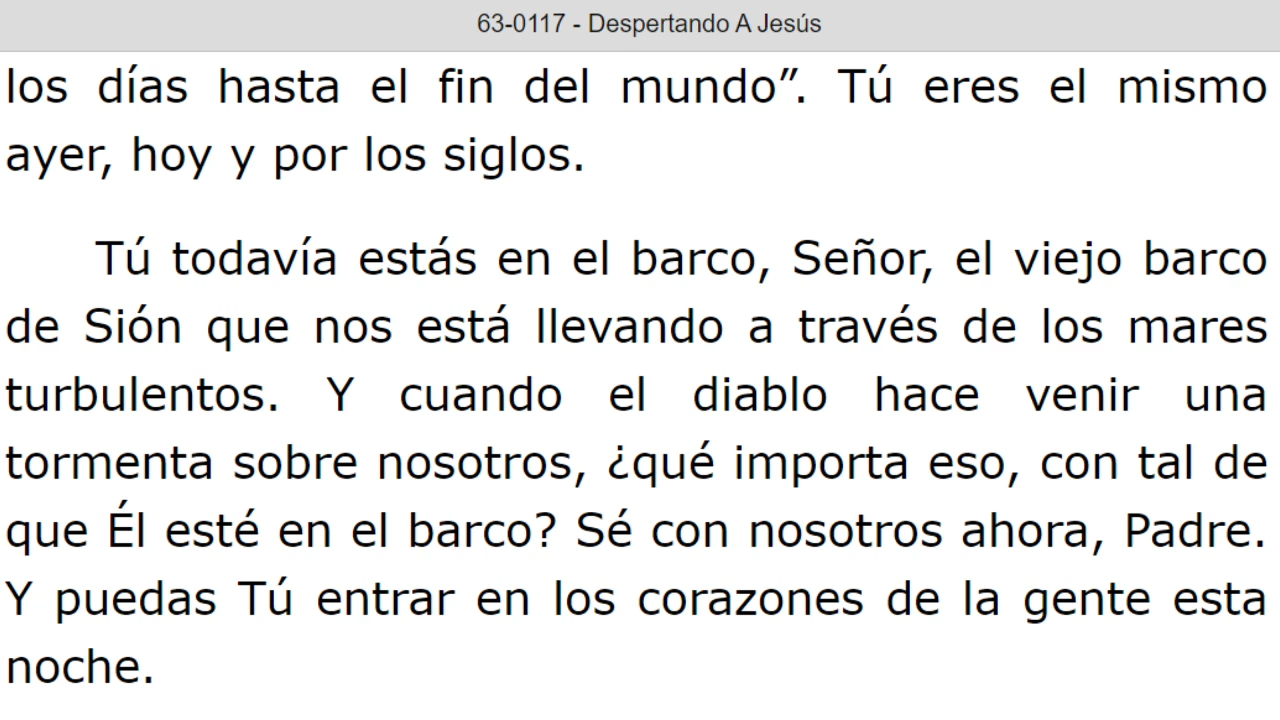 63-0117 - Despertando A Jesús
los días hasta el fin del mundo”. Tú eres el mismo
ayer, hoy y por los siglos.
Tú todavía estás en el barco, Señor, el viejo barco
de Sión que nos está llevando a través de los mares
turbulentos. Y cuando el diablo hace venir una
tormenta sobre nosotros, ¿qué importa eso, con tal de
que Él esté en el barco? Sé con nosotros ahora, Padre.
Y puedas Tú entrar en los corazones de la gente esta
noche.